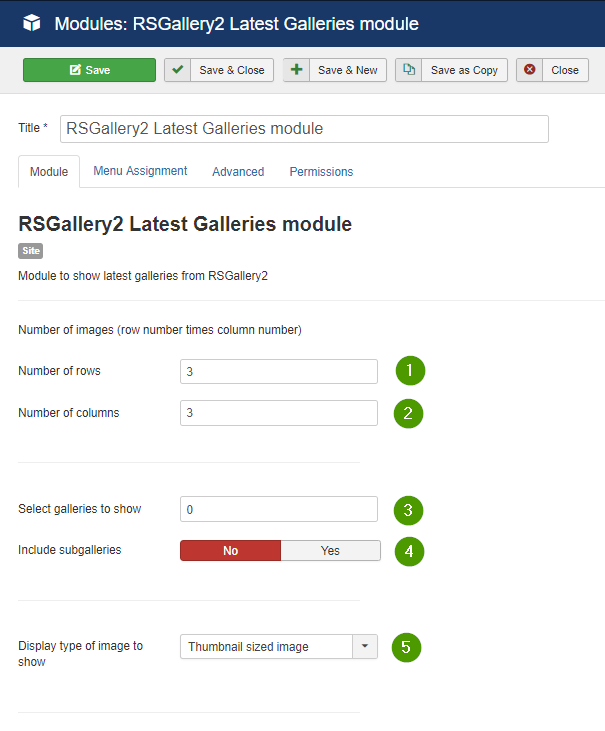 Modules: RSGallery2 Latest Galleries module
Save
Save & Close
Save & New
Save as Copy
Close
Title *
RSGallery2 Latest Galleries module
Module
Menu Assignment
Advanced
Permissions
RSGallery2 Latest Galleries module
Site
Module to show latest galleries from RSGallery2
Number of images (row number times column number)
Number of rows
3
1
Number of columns
3
2
Select galleries to show
0
3
Include subgalleries
No
Yes
4
Display type of image to
show
Thumbnail sized image
5